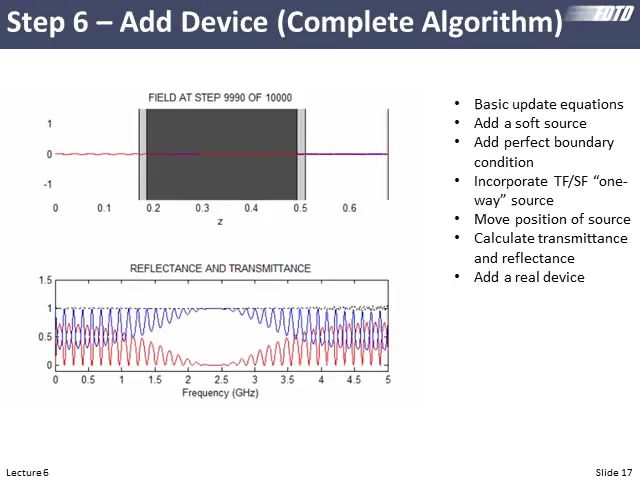 Step 6 – Add Device (Complete Algorithm)
FDTD
FIELD AT STEP 9990 OF 10000
1
0
-1
0 0.1 0.2 0.3 0.4 0.5 0.6
z
REFLECTANCE AND TRANSMITTANCE
1.5
1
0.5
0
0 0.5 1 1.5 2 2.5 3 3.5 4 4.5 5
Frequency (GHz)
• Basic update equations
• Add a soft source
• Add perfect boundary
condition
• Incorporate TF/SF “one-
way” source
• Move position of source
• Calculate transmittance
and reflectance
• Add a real device
Lecture 6
Slide 17